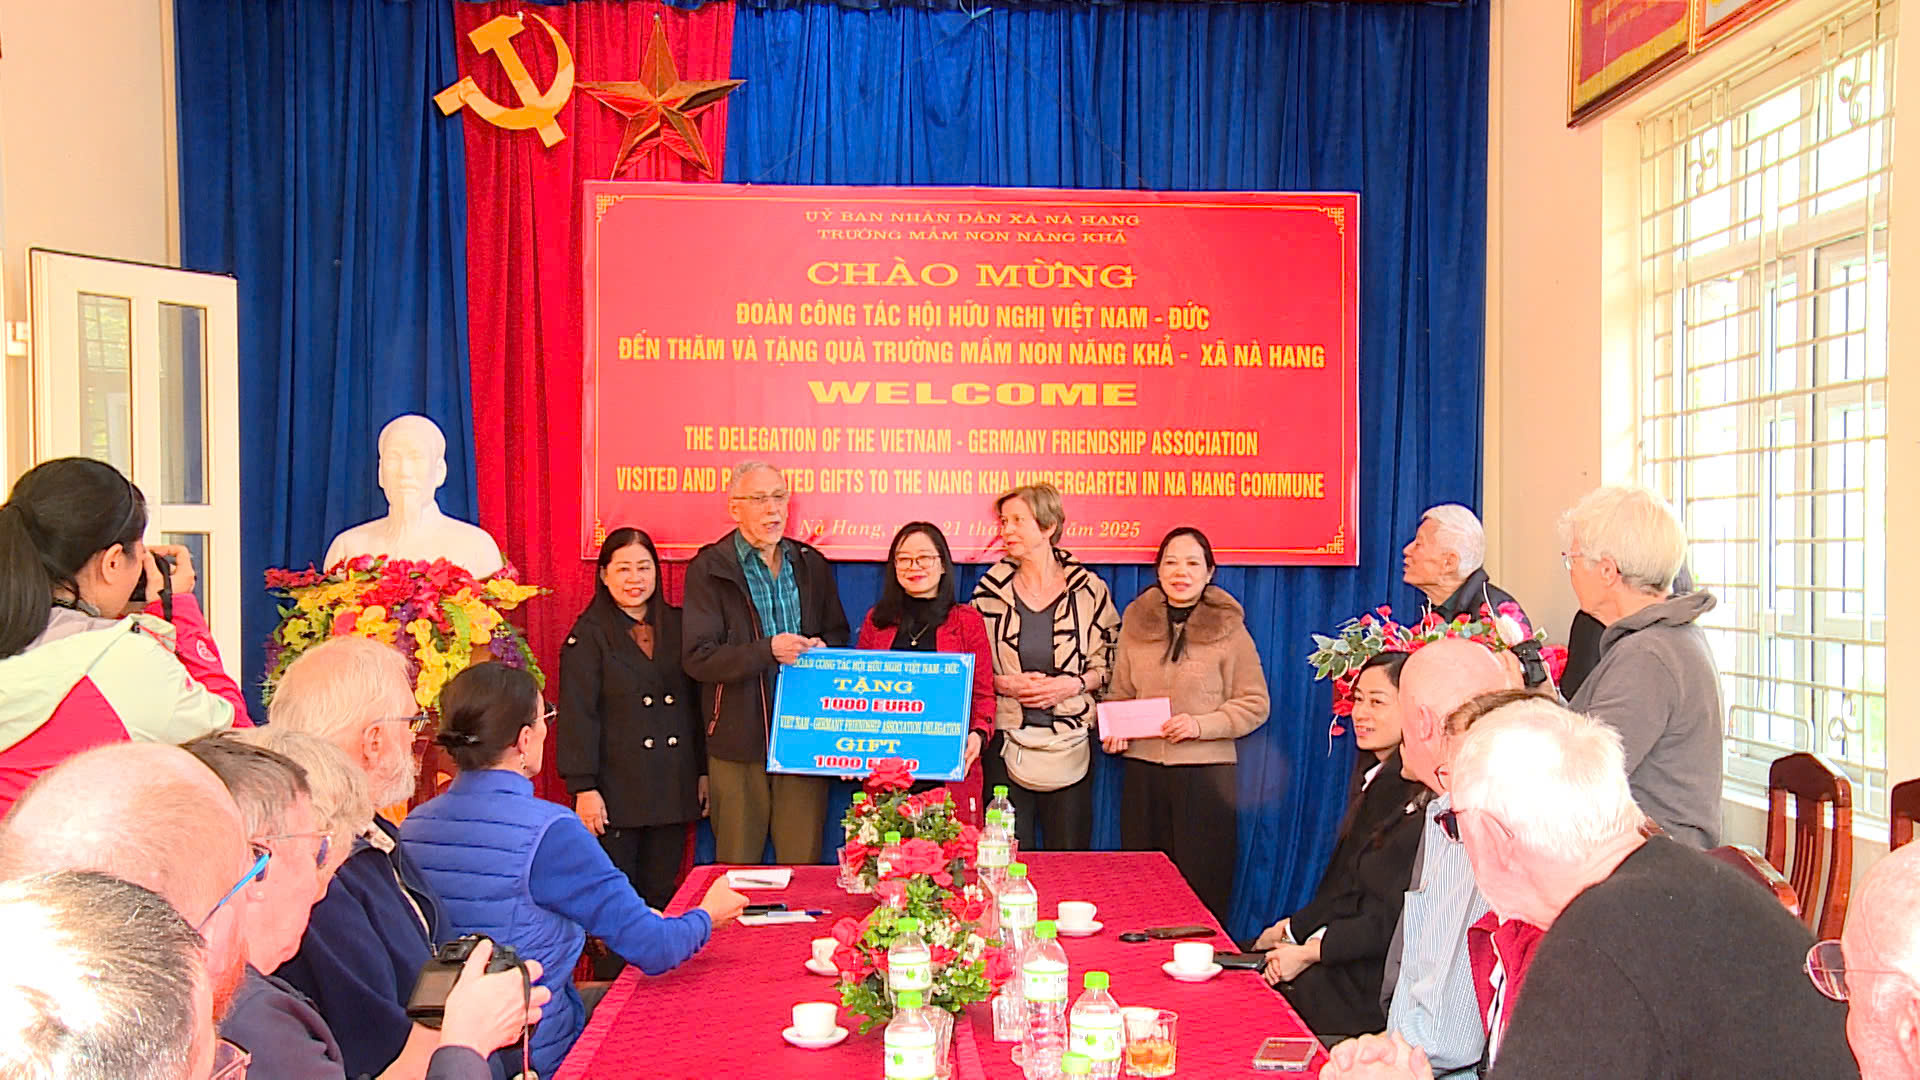 UỶ BAN NHÂN DÂN XÃ NÀ HANG
TRƯỜNG MẦM NON NĂNG KHẢ
CHÀO MỪNG
ĐOÀN CÔNG TÁC HỘI HỮU NGHỊ VIỆT NAM - ĐỨC
ĐẾN THĂM VÀ TẶNG QUÀ TRƯỜNG MẦM NON NĂNG KHẢ - XÃ NÀ HANG
WELCOME
THE DELEGATION OF THE VIETNAM - GERMANY FRIENDSHIP ASSOCIATION
VISITED AND GIFTS TO THE NANG KHA KINDERGARTEN IN NA HANG COMMUNE
Nà Hang, 21 2025
ĐOÀN CÔNG TÁC HỘI HỮU NGHỊ VIỆT NAM - ĐỨC
TẶNG
1000 EURO
VIỆT NAM - GERMANY FRIENDSHIP ASSOCIATION DELEGATION
GIFT
1000